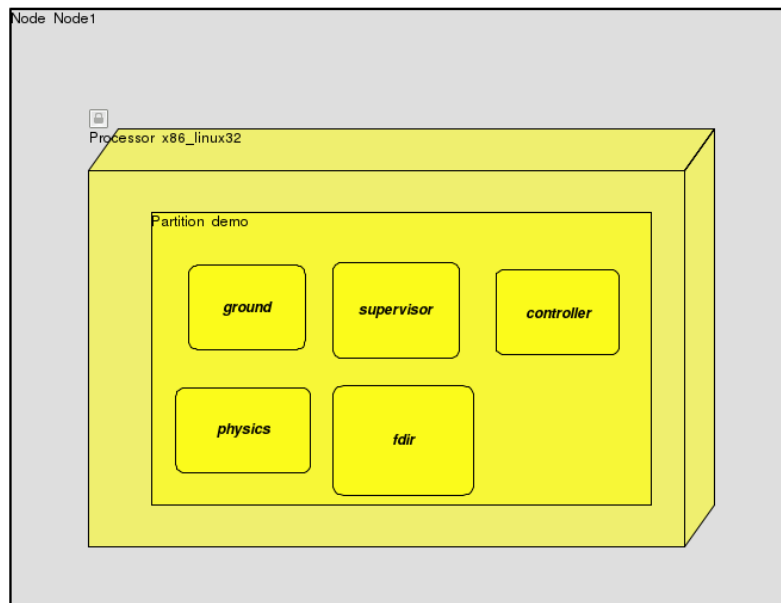 Node Node1
Processor x86_linux32
Partition demo
ground
supervisor
controller
physics
fdir